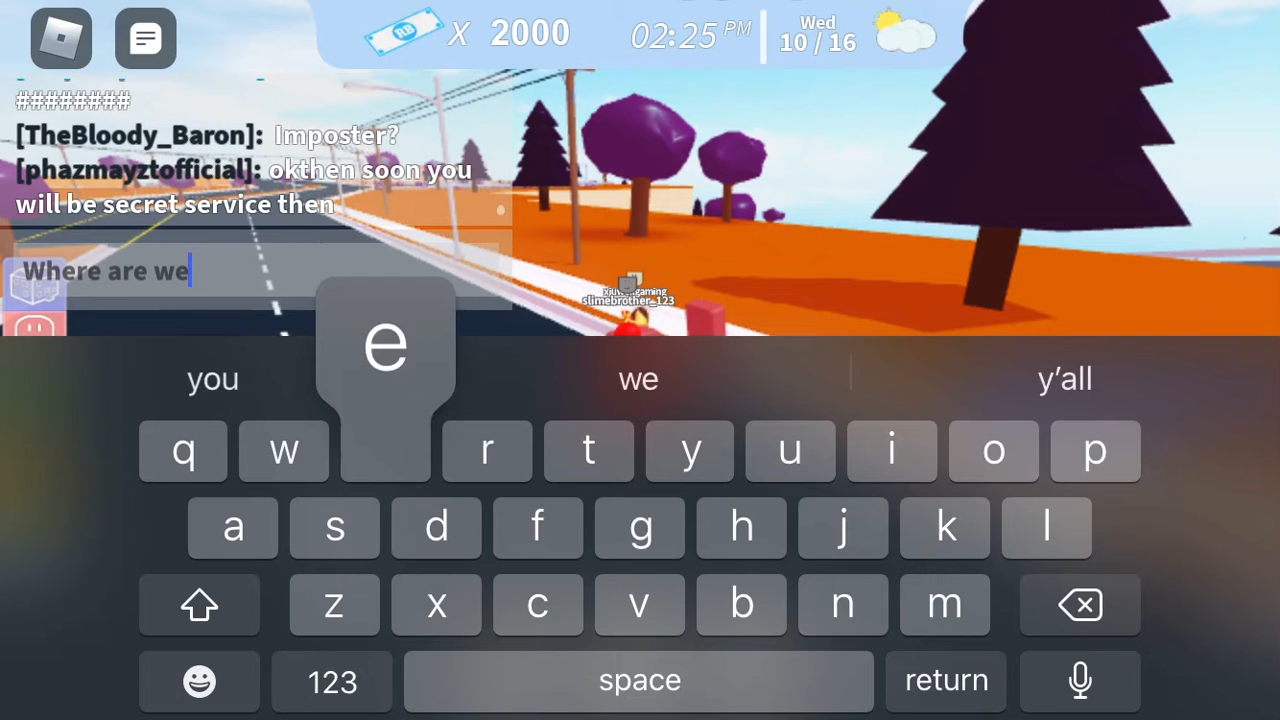 RB X 2000 02:25 PM Wed
10 / 16
########
[TheBloody_Baron]: Imposter?
[phazmayztofficial]: okthen soon you
will be secret service then
Where are we
slimebrother_123
e
you we y'all
q w r t y u i o p
a s d f g h j k l
z x c v b n m
123 space return